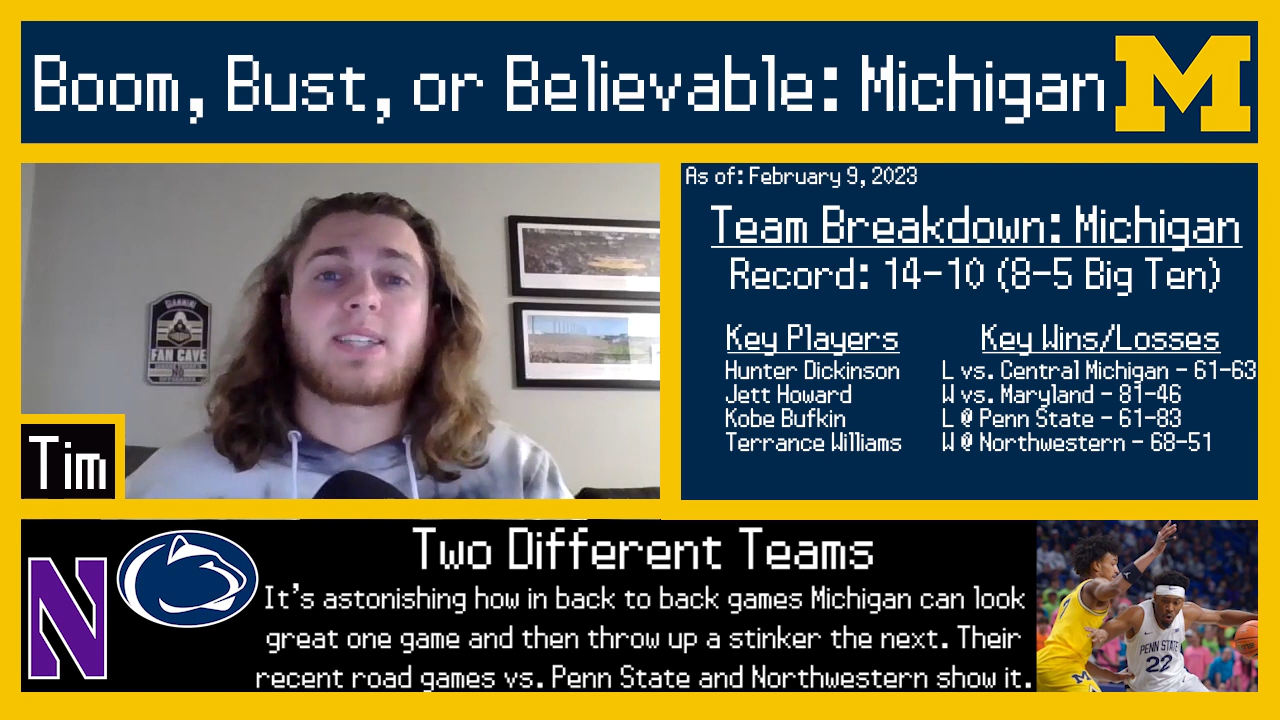 Boom, Bust, or Believable: Michigan
M
As of: February 9, 2023
Team Breakdown: Michigan
Record: 14-10 (8-5 Big Ten)
Key Players
Hunter Dickinson
Jett Howard
Kobe Bufkin
Terrance Williams
Key Wins/Losses
L vs. Central Michigan - 61-63
W vs. Maryland - 81-46
L @ Penn State - 61-83
W @ Northwestern - 68-51
FAN CAVE
Tim
N
Two Different Teams
It's astonishing how in back to back games Michigan can look
great one game and then throw up a stinker the next. Their
recent road games vs. Penn State and Northwestern show it.
PENN STATE
22
M